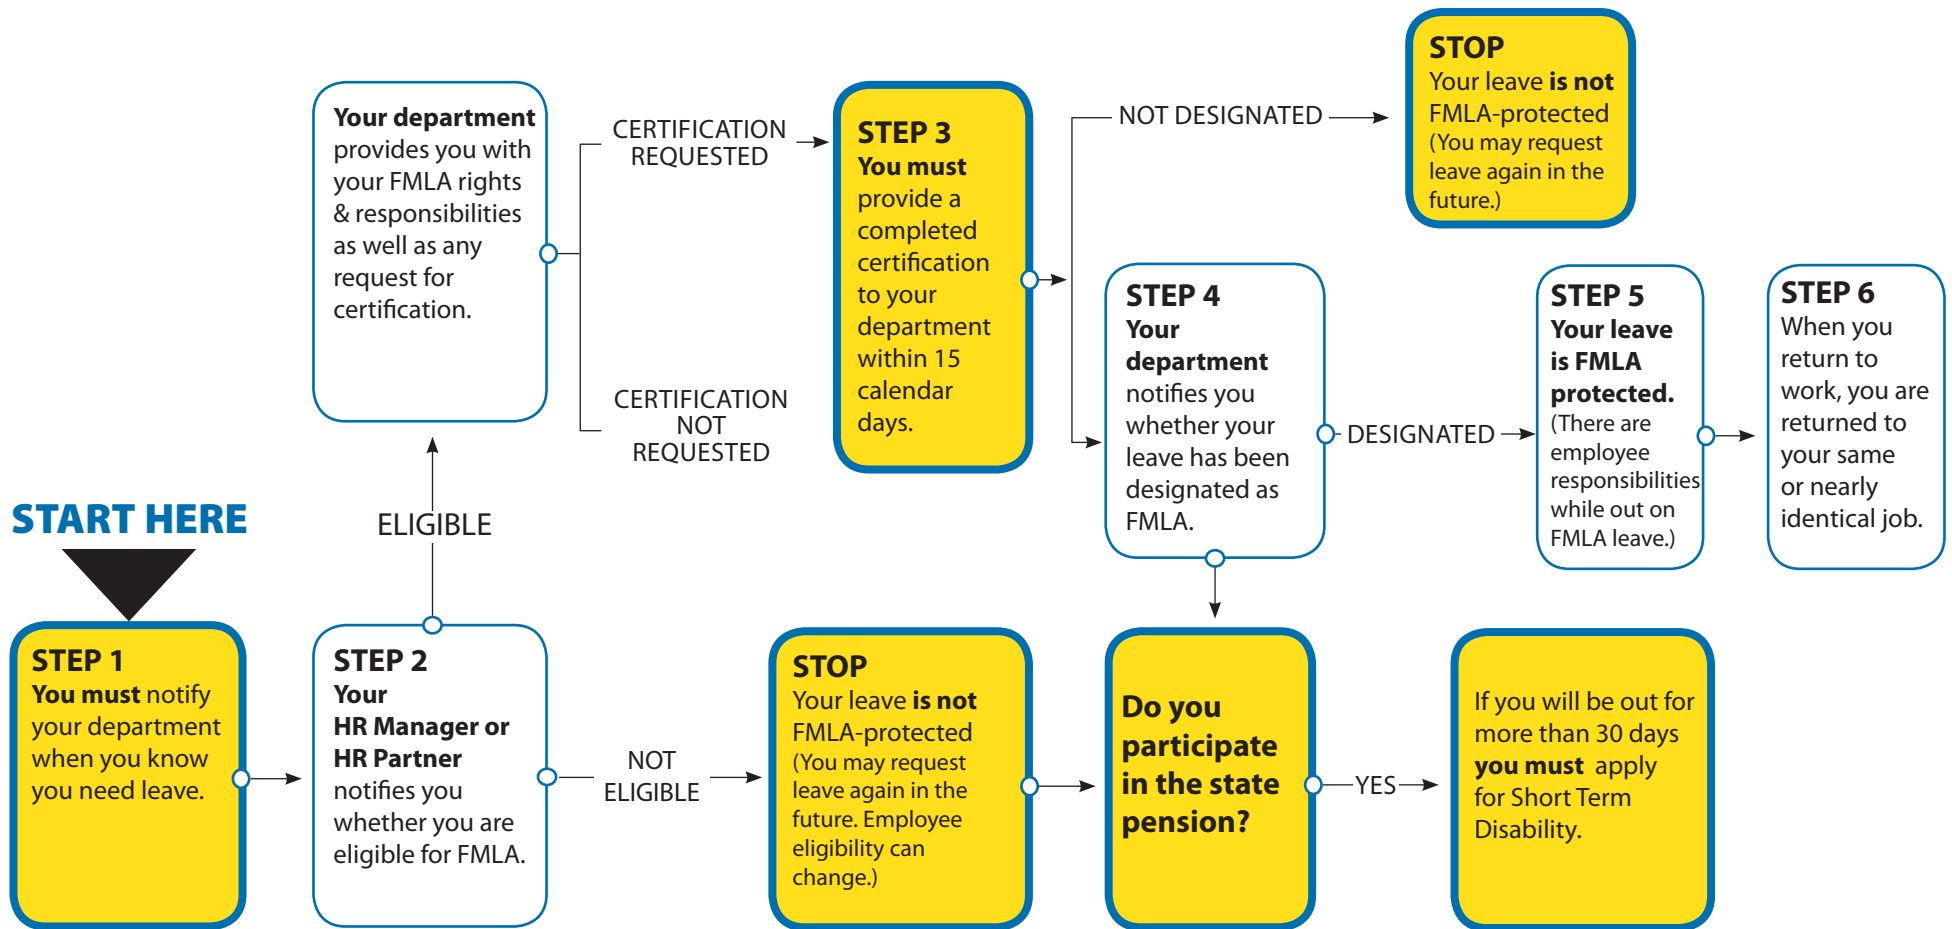 START HERE
STEP 1
You must notify
your department
when you know
you need leave.
STEP 2
Your
HR Manager or
HR Partner
notifies you
whether you are
eligible for FMLA.
ELIGIBLE
Your department
provides you with
your FMLA rights
& responsibilities
as well as any
request for
certification.
CERTIFICATION
REQUESTED
CERTIFICATION
NOT
REQUESTED
STEP 3
You must
provide a
completed
certification
to your
department
within 15
calendar
days.
NOT DESIGNATED
STOP
Your leave is not
FMLA-protected
(You may request
leave again in the
future.)
STEP 4
Your
department
notifies you
whether your
leave has been
designated as
FMLA.
DESIGNATED
STEP 5
Your leave
is FMLA
protected.
(There are
employee
responsibilities
while out on
FMLA leave.)
STEP 6
When you
return to
work, you are
returned to
your same
or nearly
identical job.
NOT
ELIGIBLE
STOP
Your leave is not
FMLA-protected
(You may request
leave again in the
future. Employee
eligibility can
change.)
Do you
participate
in the state
pension?
YES
If you will be out for
more than 30 days
you must apply
for Short Term
Disability.